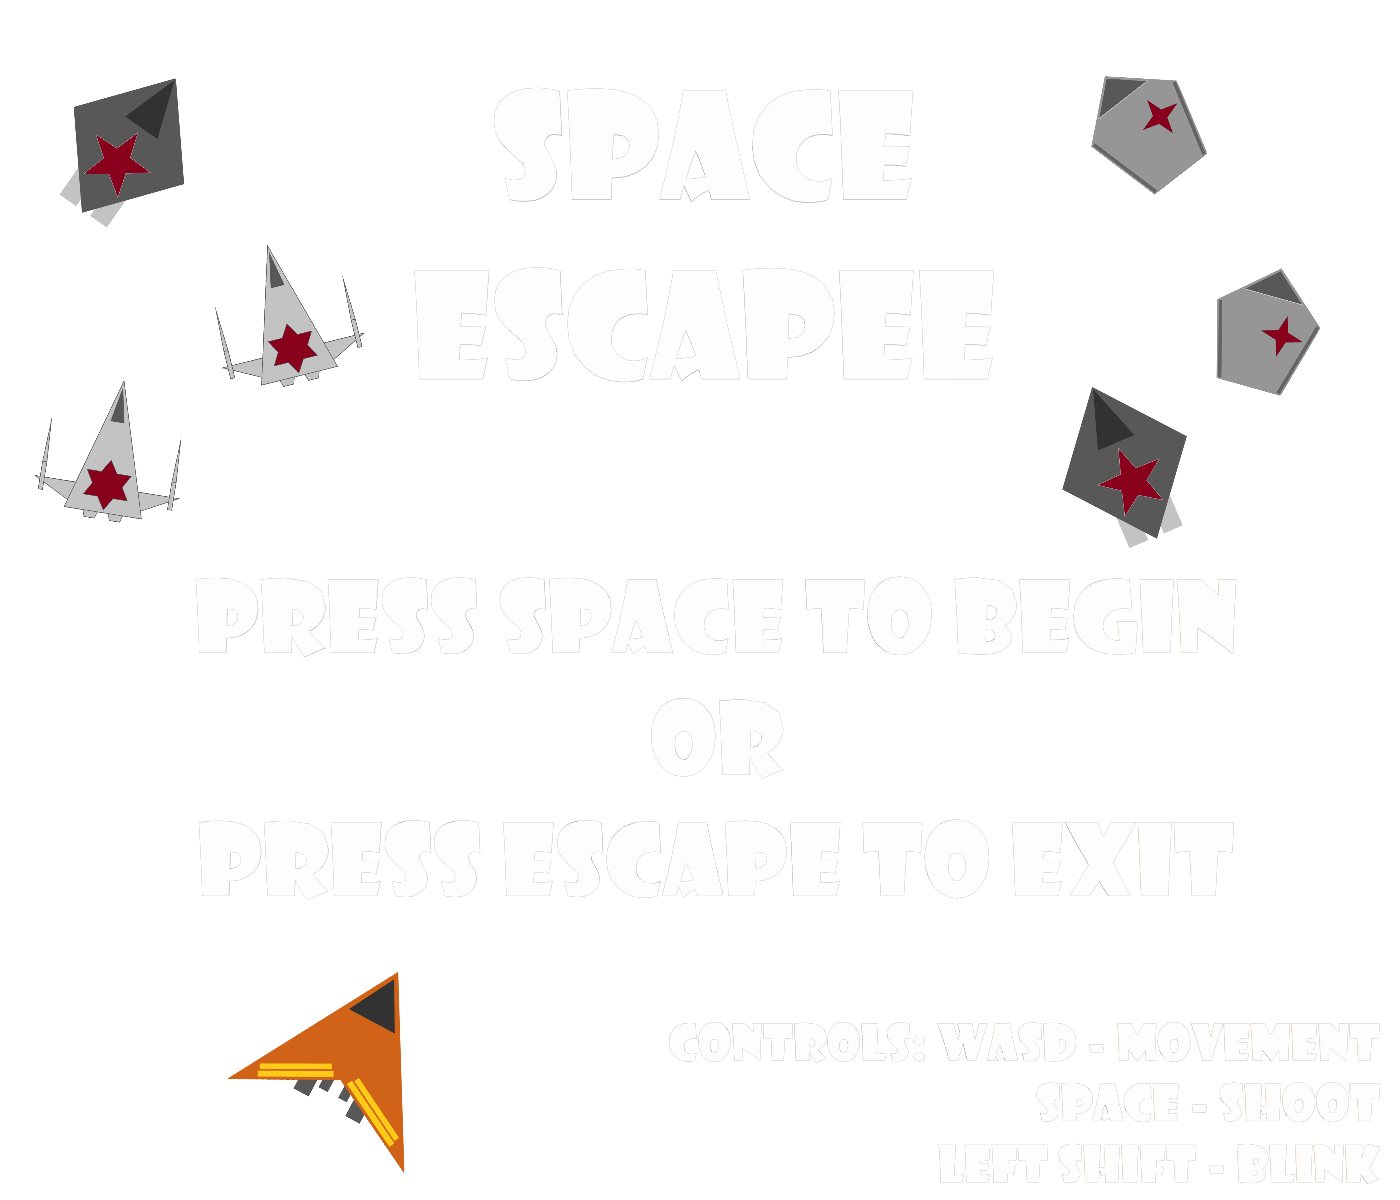 SPACE
ESCAPEE
PRESS SPACE TO BEGIN
OR
PRESS ESCAPE TO EXIT
CONTROLS: WASD - MOVEMENT
SPACE - SHOOT
LEFT SHIFT - BLINK